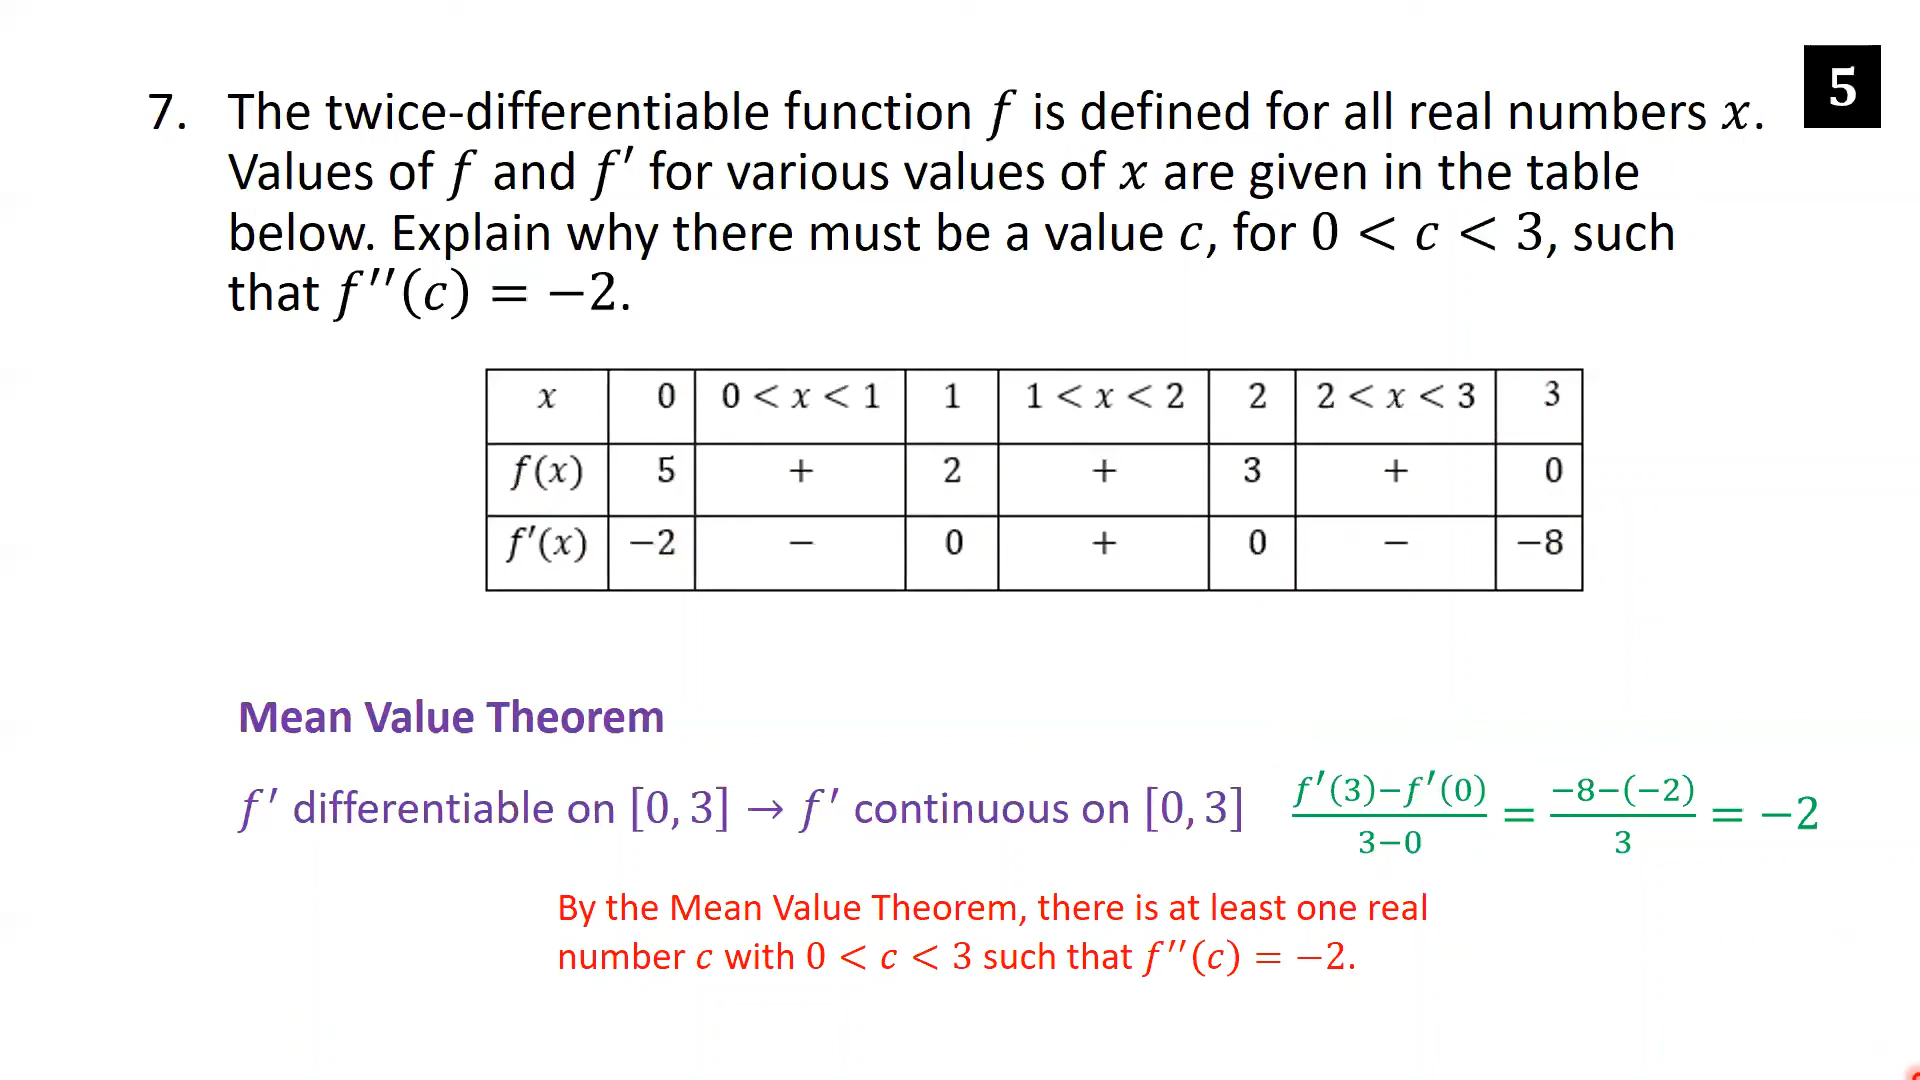 5
7. The twice-differentiable function f is defined for all real numbers x.
Values of f and f′ for various values of x are given in the table
below. Explain why there must be a value c, for 0 < c < 3, such
that f″(c) = −2.
x 0 0 < x < 1 1 1 < x < 2 2 2 < x < 3 3
f(x) 5 + 2 + 3 + 0
f′(x) −2 − 0 + 0 − −8
Mean Value Theorem
f′ differentiable on [0, 3] → f′ continuous on [0, 3] (f′(3)−f′(0))/(3−0) = (−8−(−2))/3 = −2
By the Mean Value Theorem, there is at least one real
number c with 0 < c < 3 such that f″(c) = −2.